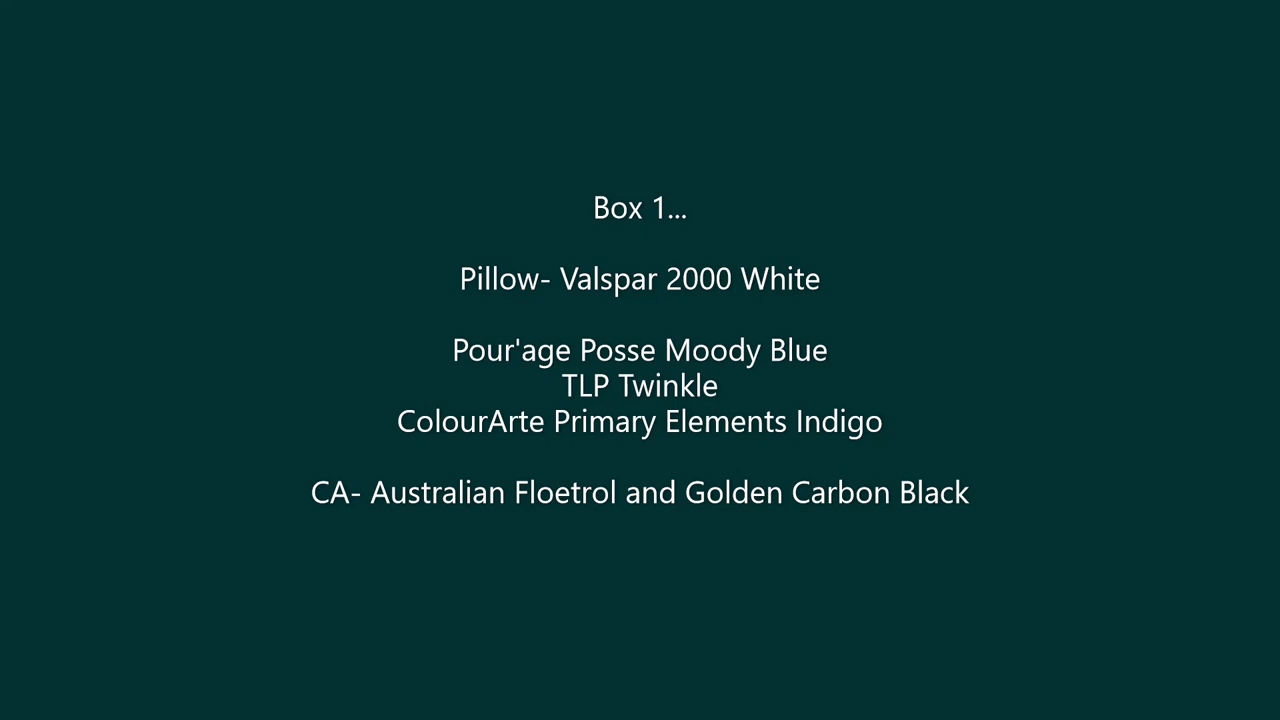 Box 1...
Pillow- Valspar 2000 White
Pour'age Posse Moody Blue
TLP Twinkle
ColourArte Primary Elements Indigo
CA- Australian Floetrol and Golden Carbon Black